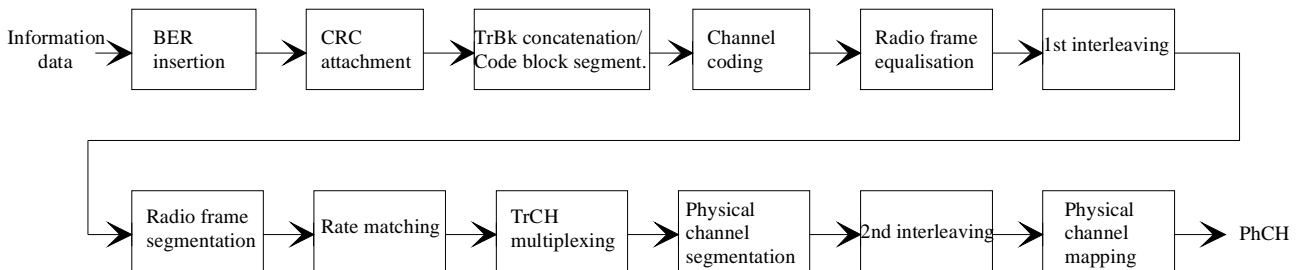 Information
data
BER
insertion
CRC
attachment
TrBk concatenation/
Code block segment.
Channel
coding
Radio frame
equalisation
1st interleaving
Radio frame
segmentation
Rate matching
TrCH
multiplexing
Physical
channel
segmentation
2nd interleaving
Physical
channel
mapping
PhCH